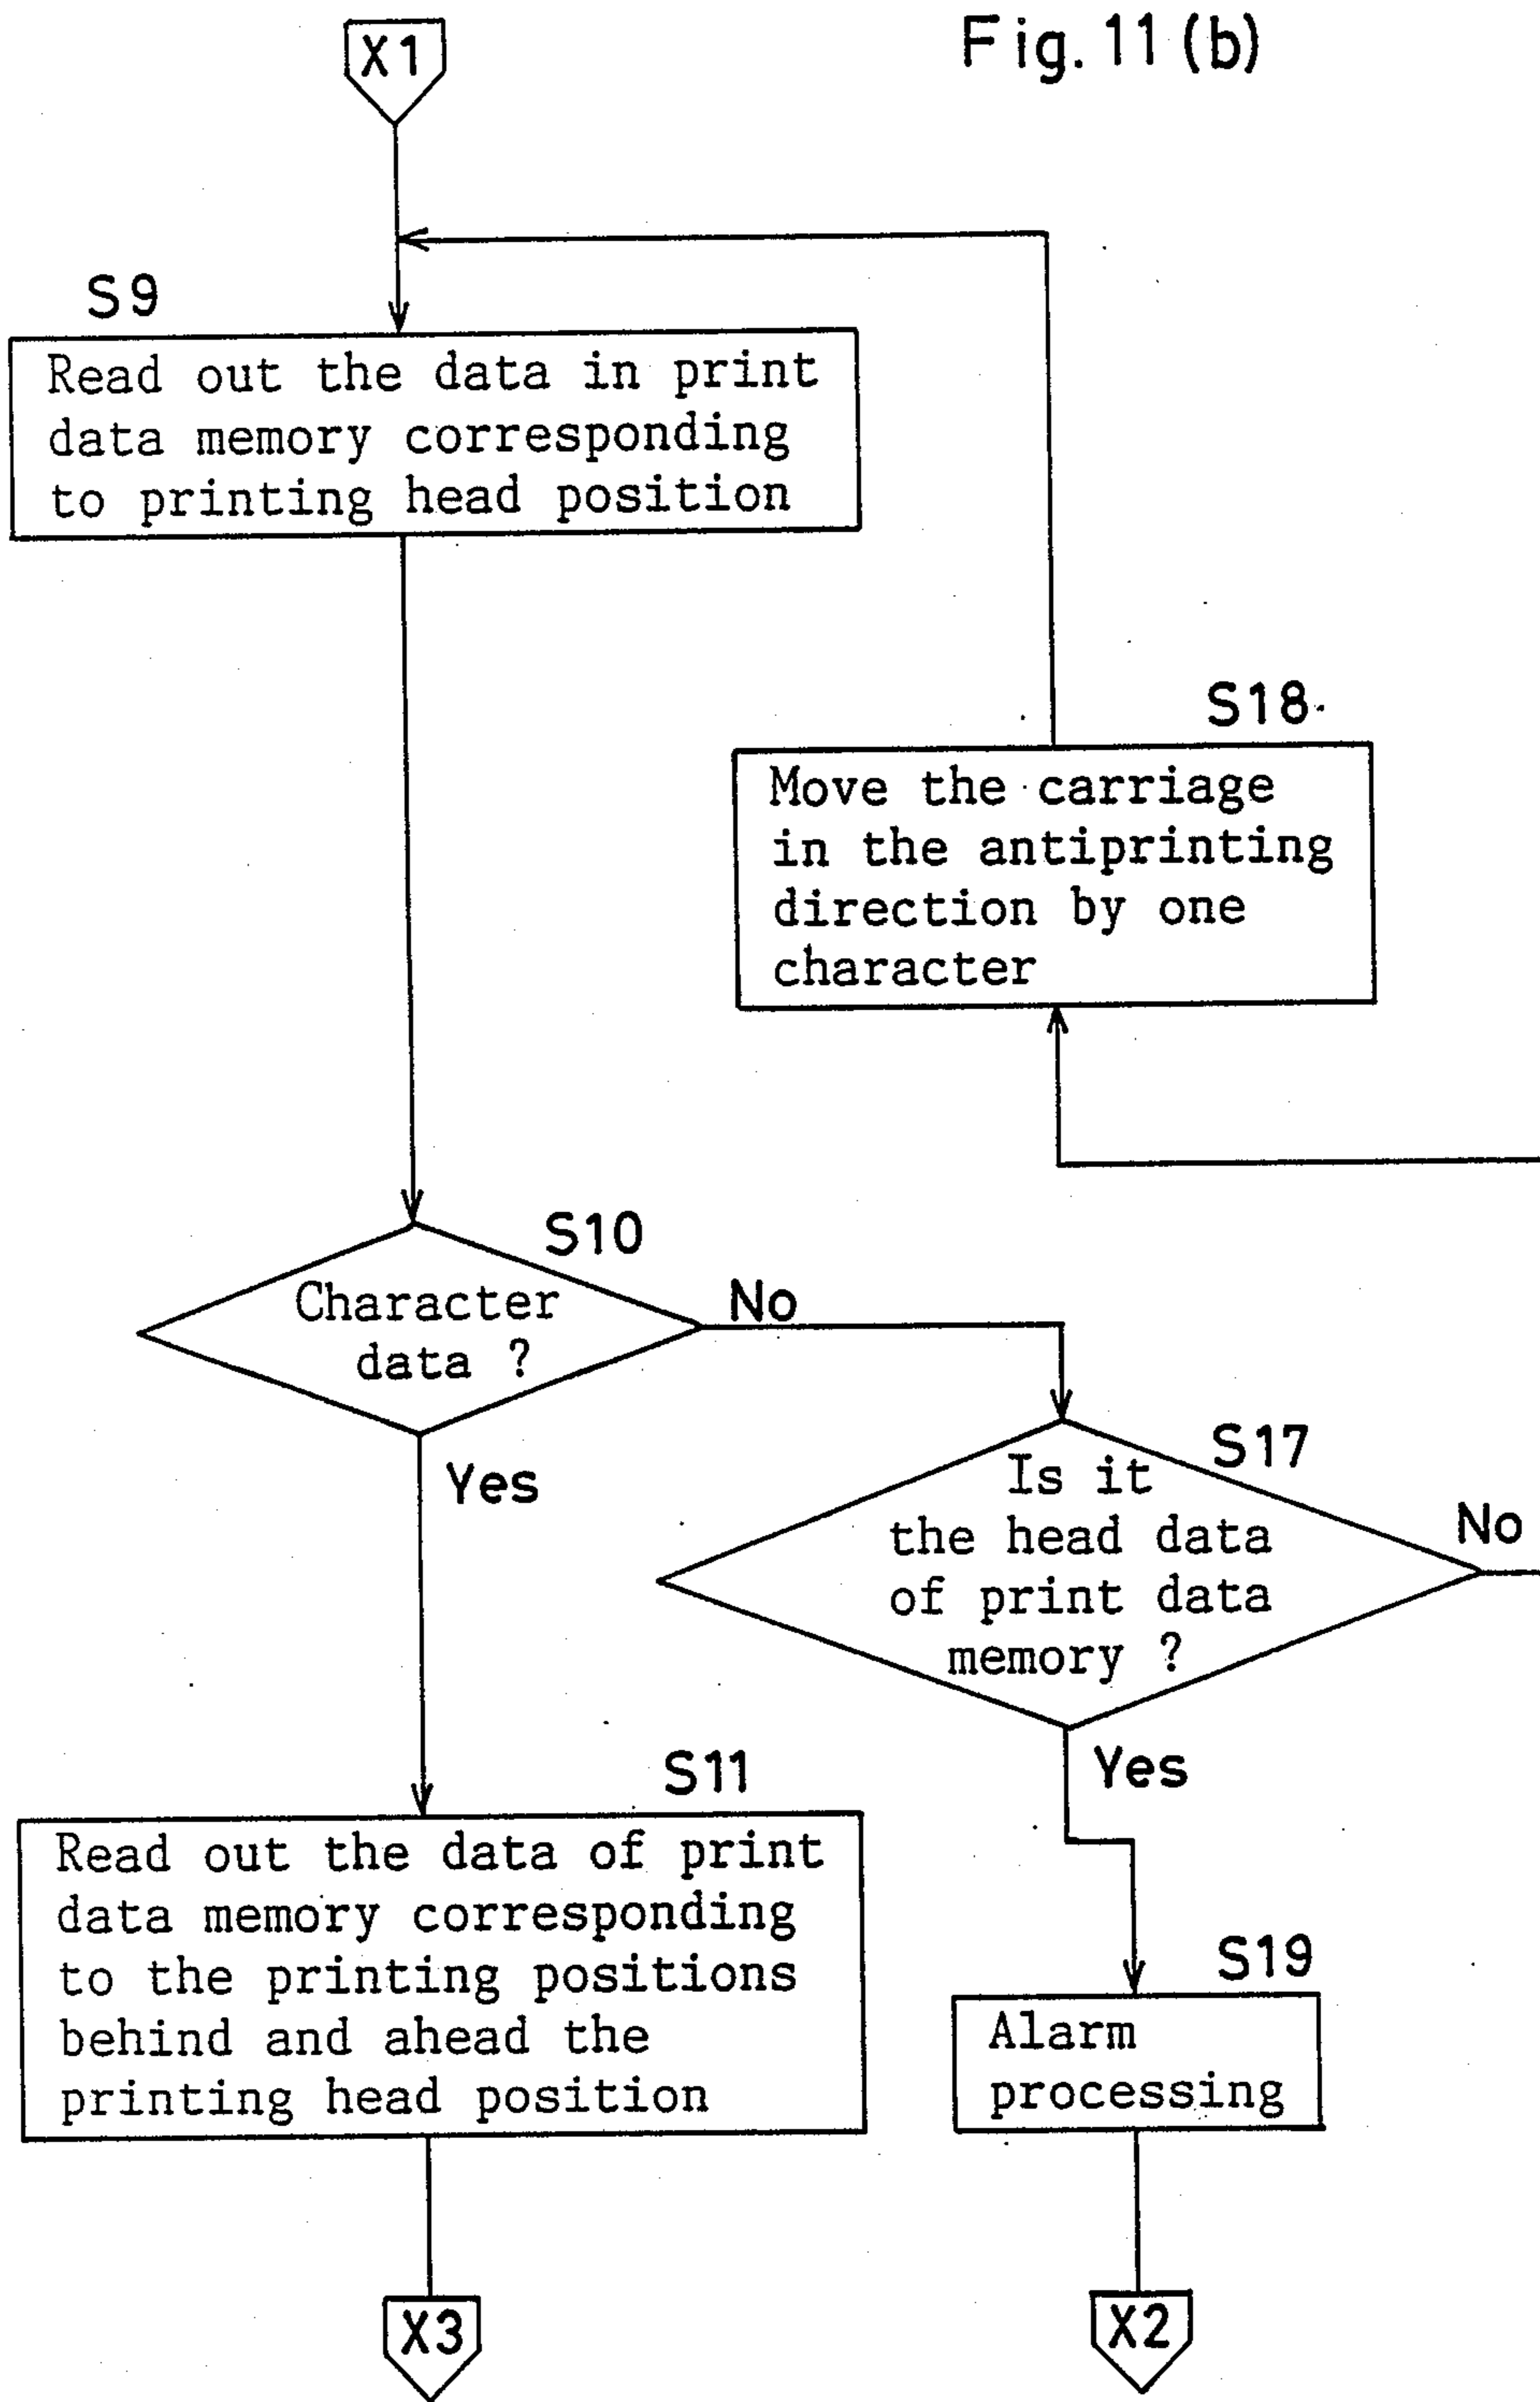 Fig. 11 (b)
X1
S9
Read out the data in print
data memory corresponding
to printing head position
S18
Move the carriage
in the antiprinting
direction by one
character
S10
Character
data ?
No
Yes
S17
Is it
the head data
of print data
memory ?
No
Yes
S11
Read out the data of print
data memory corresponding
to the printing positions
behind and ahead the
printing head position
S19
Alarm
processing
X3
X2